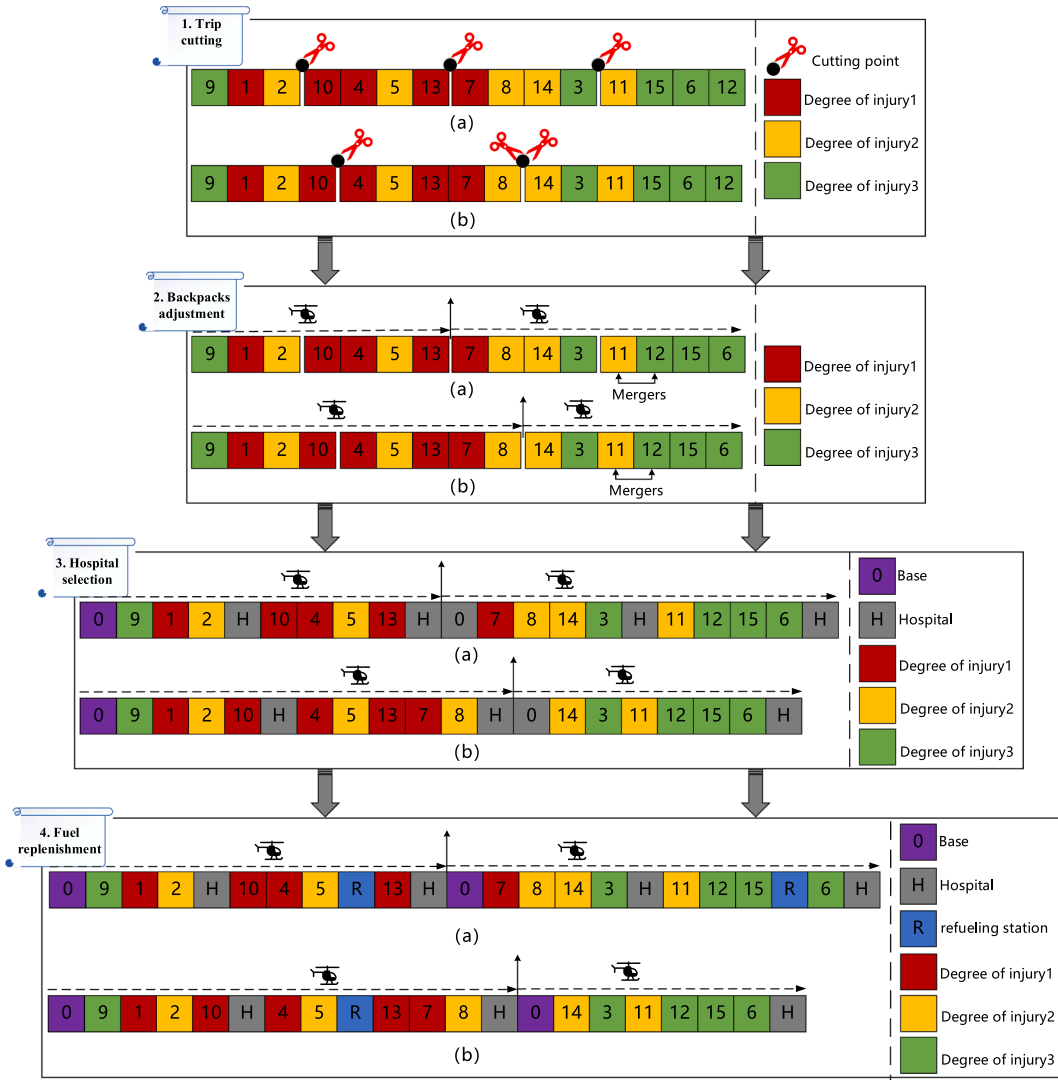 1. Trip
cutting
9 1 2 10 4 5 13 7 8 14 3 11 15 6 12
(a)
9 1 2 10 4 5 13 7 8 14 3 11 15 6 12
(b)
Cutting point
Degree of injury1
Degree of injury2
Degree of injury3
2. Backpacks
adjustment
9 1 2 10 4 5 13 7 8 14 3 11 12 15 6
(a)
Mergers
9 1 2 10 4 5 13 7 8 14 3 11 12 15 6
(b)
Mergers
Degree of injury1
Degree of injury2
Degree of injury3
3. Hospital
selection
0 9 1 2 H 10 4 5 13 H 0 7 8 14 3 H 11 12 15 6 H
(a)
0 9 1 2 10 H 4 5 13 7 8 H 0 14 3 11 12 15 6 H
(b)
0 Base
H Hospital
Degree of injury1
Degree of injury2
Degree of injury3
4. Fuel
replenishment
0 9 1 2 H 10 4 5 R 13 H 0 7 8 14 3 H 11 12 15 R 6 H
(a)
0 9 1 2 10 H 4 5 R 13 7 8 H 0 14 3 11 12 15 6 H
(b)
0 Base
H Hospital
R refueling station
Degree of injury1
Degree of injury2
Degree of injury3